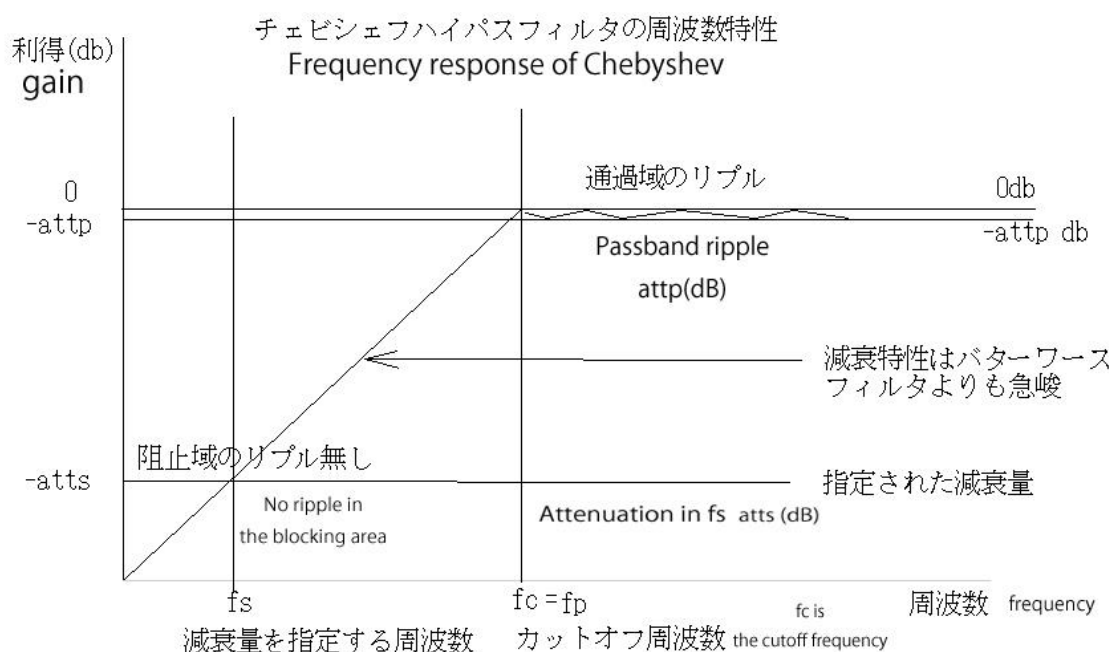 チェビシェフハイパスフィルタの周波数特性
利得(db)
gain
Frequency response of Chebyshev
通過域のリプル
0
0db
-attp
-attp db
Passband ripple
attp(dB)
減衰特性はバターワース
フィルタよりも急峻
阻止域のリプル無し
-atts
指定された減衰量
No ripple in
the blocking area
Attenuation in fs atts (dB)
fs
fc = fp
周波数 frequency
減衰量を指定する周波数
カットオフ周波数
fc is
the cutoff frequency